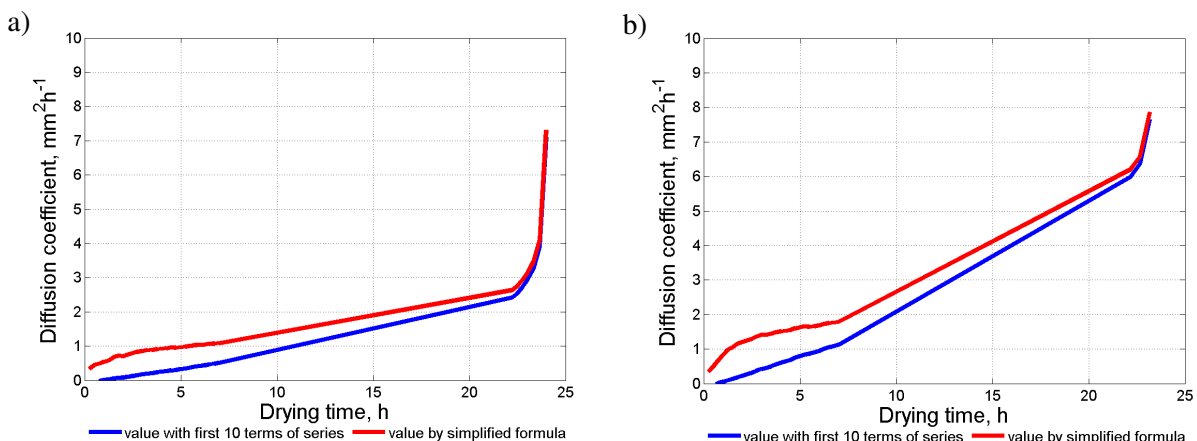 a)
10
9
8
7
6
5
4
3
2
1
0
Diffusion coefficient, mm²h⁻¹
0 5 10 15 20 25
Drying time, h
value with first 10 terms of series value by simplified formula
b)
10
9
8
7
6
5
4
3
2
1
0
Diffusion coefficient, mm²h⁻¹
0 5 10 15 20 25
Drying time, h
value with first 10 terms of series value by simplified formula